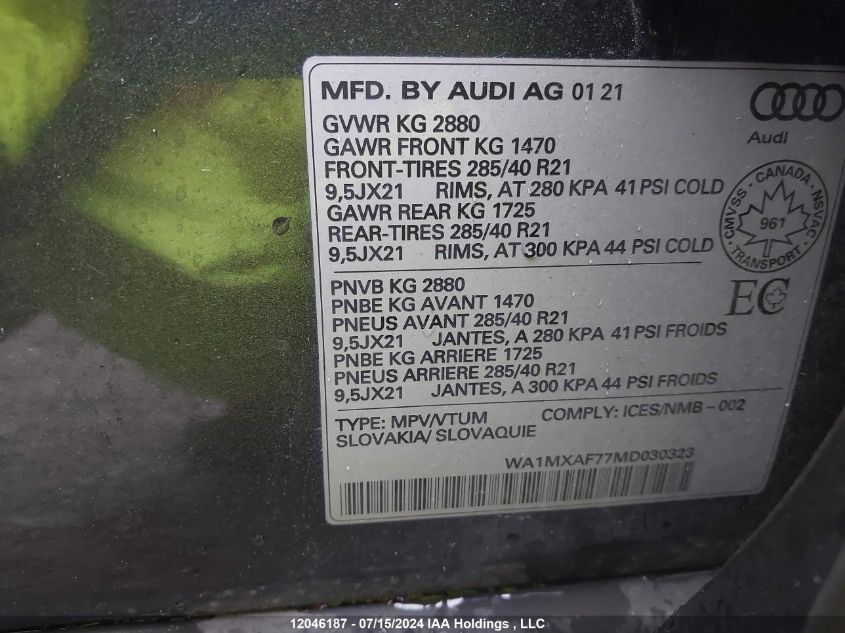 MFD. BY AUDI AG 01 21
Audi
GVWR KG 2880
GAWR FRONT KG 1470
FRONT-TIRES 285/40 R21
9,5JX21 RIMS, AT 280 KPA 41 PSI COLD
GAWR REAR KG 1725
REAR-TIRES 285/40 R21
9,5JX21 RIMS, AT 300 KPA 44 PSI COLD
CMVSS - CANADA - NSVAC
961
TRANSPORT
PNVB KG 2880
PNBE KG AVANT 1470
PNEUS AVANT 285/40 R21
9,5JX21 JANTES, A 280 KPA 41 PSI FROIDS
PNBE KG ARRIERE 1725
PNEUS ARRIERE 285/40 R21
9,5JX21 JANTES, A 300 KPA 44 PSI FROIDS
EC
TYPE: MPV/VTUM COMPLY: ICES/NMB - 002
SLOVAKIA/ SLOVAQUIE
WA1MXAF77MD030323
12046187 - 07/15/2024 IAA Holdings , LLC